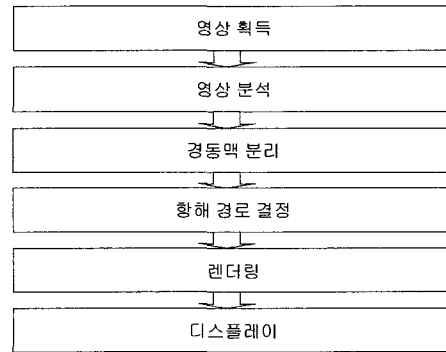 영상 획득
영상 분석
경동맥 분리
항해 경로 결정
렌더링
디스플레이